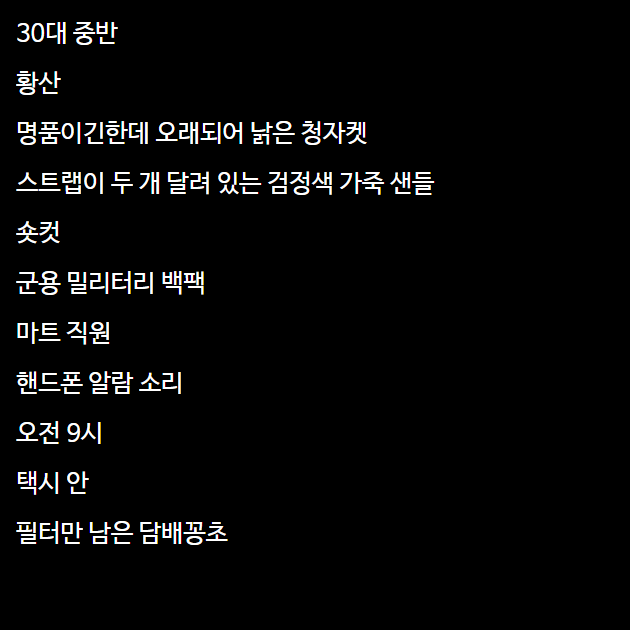 30대 중반
황산
명품이긴한데 오래되어 낡은 청자켓
스트랩이 두 개 달려 있는 검정색 가죽 샌들
숏컷
군용 밀리터리 백팩
마트 직원
핸드폰 알람 소리
오전 9시
택시 안
필터만 남은 담배꽁초